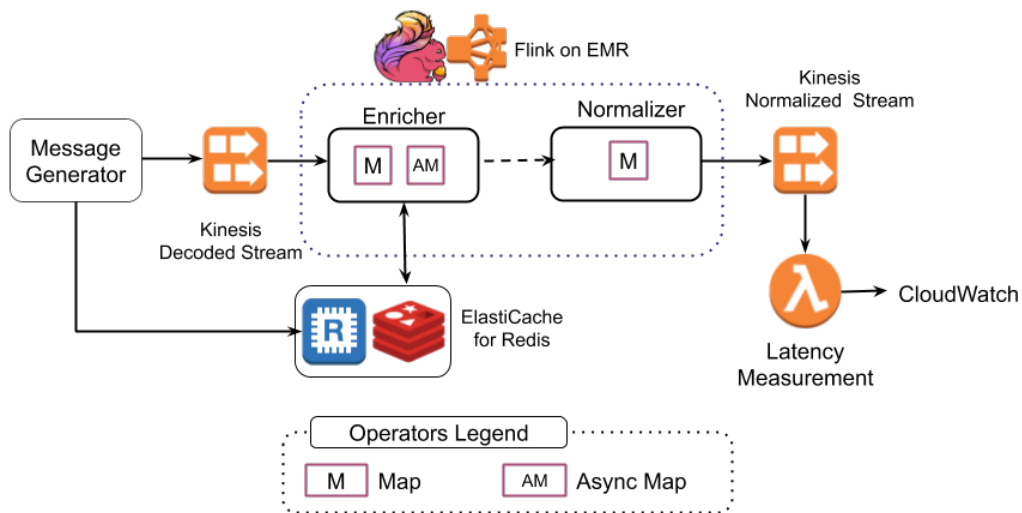 Flink on EMR
Kinesis
Normalized Stream
Enricher
Normalizer
Message
Generator
M
AM
M
Kinesis
Decoded Stream
R
ElastiCache
for Redis
λ
CloudWatch
Latency
Measurement
Operators Legend
M
Map
AM
Async Map